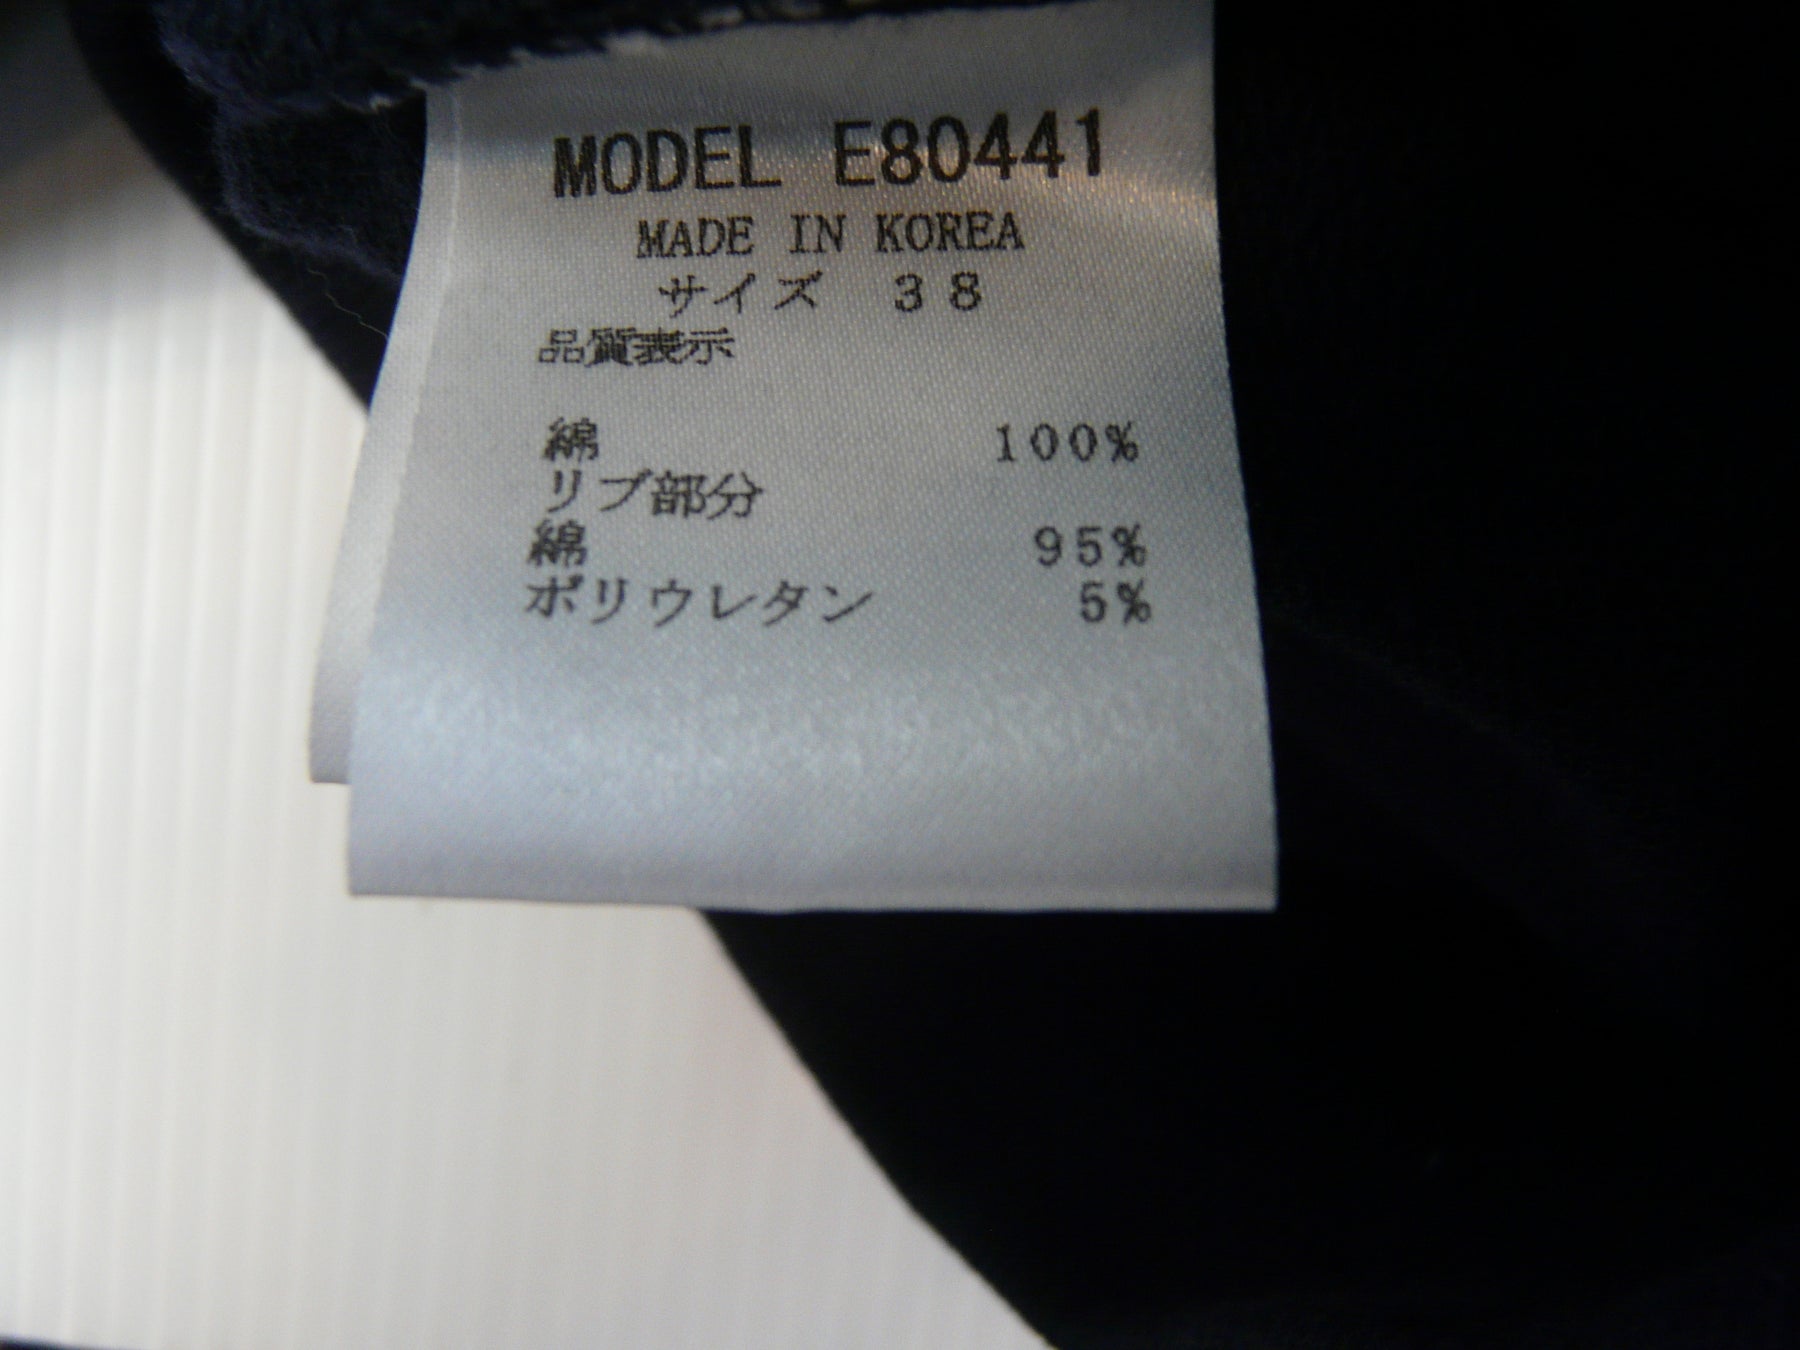 MODEL E80441
MADE IN KOREA
サイズ 38
品質表示
綿 100%
リブ部分
綿 95%
ポリウレタン 5%